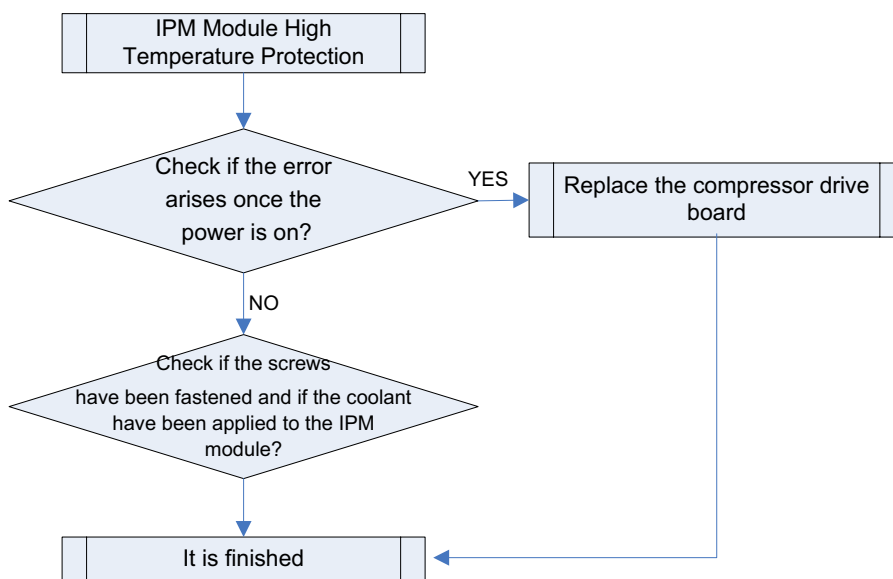 IPM Module High
Temperature Protection
Check if the error
arises once the
power is on?
YES
Replace the compressor drive
board
NO
Check if the screws
have been fastened and if the coolant
have been applied to the IPM
module?
It is finished